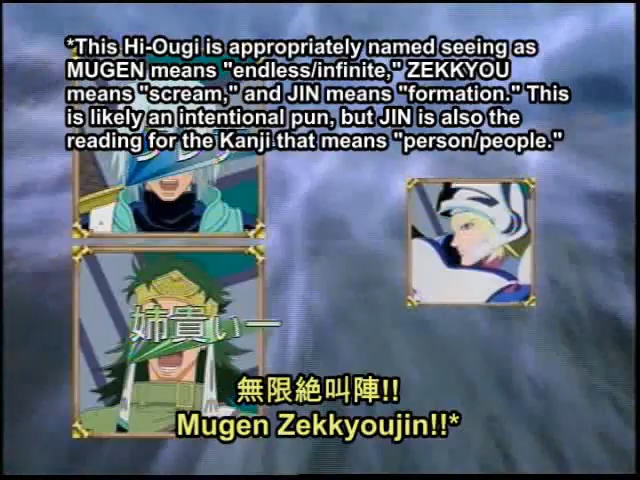 *This Hi-Ougi is appropriately named seeing as
MUGEN means "endless/infinite," ZEKKYOU
means "scream," and JIN means "formation." This
is likely an intentional pun, but JIN is also the
reading for the Kanji that means "person/people."
姉貴ぃー
無限絶叫陣!!
Mugen Zekkyoujin!!*